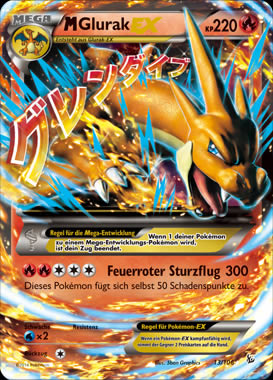 MEGA
MGlurak EX
KP220
Entsteht aus Glurak-EX
グレンダイブ
Regel für die Mega-Entwicklung
Wenn 1 deiner Pokémon
zu einem Mega-Entwicklungs-Pokémon wird,
ist dein Zug beendet.
Feuerroter Sturzflug 300
Dieses Pokémon fügt sich selbst 50 Schadenspunkte zu.
Schwäche
×2
Resistenz
Rückzug
Regel für Pokémon-EX
Wenn ein Pokémon-EX kampfunfähig wird,
nimmt der Gegner 2 Preiskarten auf die Hand.
Illus. 5ban Graphics
13/106